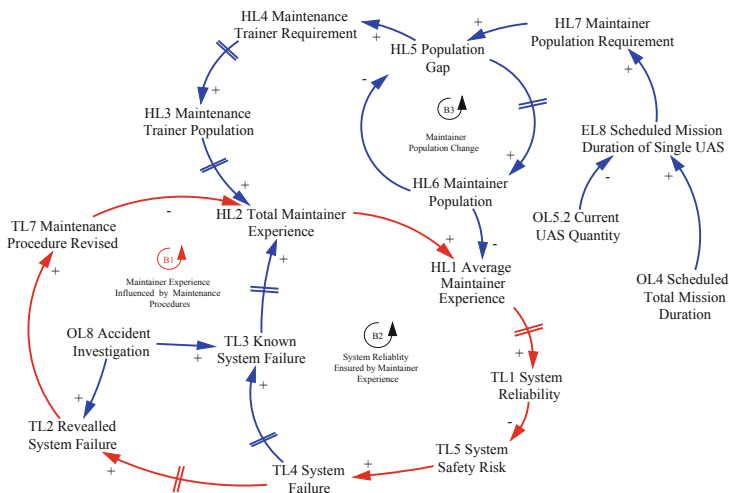 HL4 Maintenance
Trainer Requirement
+
HL5 Population
Gap
+
HL7 Maintainer
Population Requirement
+
+
HL3 Maintenance
Trainer Population
-
B3
Maintainer
Population Change
EL8 Scheduled Mission
Duration of Single UAS
+
+
HL6 Maintainer
Population
-
+
OL5.2 Current
UAS Quantity
TL7 Maintenance
Procedure Revised
-
HL2 Total Maintainer
Experience
+
-
HL1 Average
Maintainer
Experience
OL4 Scheduled
Total Mission
Duration
+
B1
Maintainer Experience
Influenced by Maintenance
Procedures
+
OL8 Accident
Investigation
+
TL3 Known
System Failure
B2
System Reliablity
Ensured by Maintainer
Experience
+
TL1 System
Reliability
+
+
-
TL2 Revealled
System Failure
+
TL4 System
Failure
+
TL5 System
Safety Risk